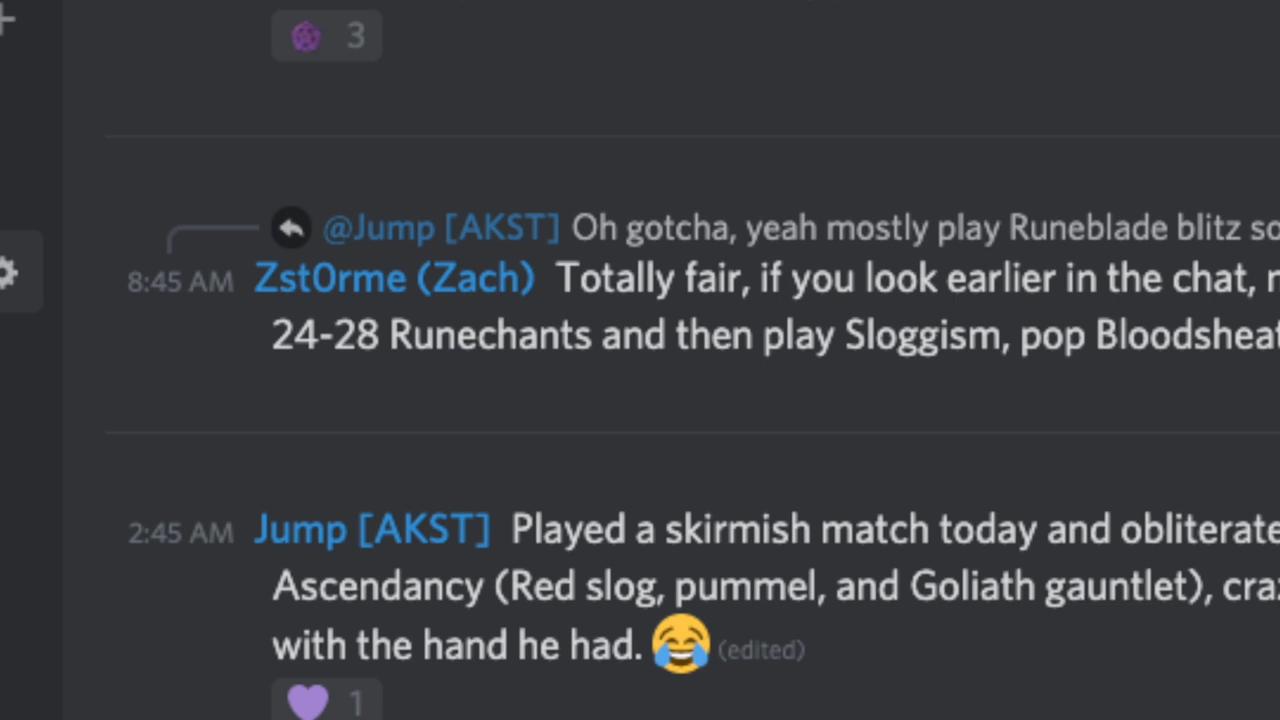 3
@Jump [AKST] Oh gotcha, yeah mostly play Runeblade blitz so
8:45 AM Zst0rme (Zach) Totally fair, if you look earlier in the chat,
24-28 Runechants and then play Sloggism, pop
2:45 AM Jump [AKST] Played a skirmish match today and
Ascendancy (Red slog, pummel, and Goliath gauntlet),
with the hand he had. 😂 (edited)
💜 1